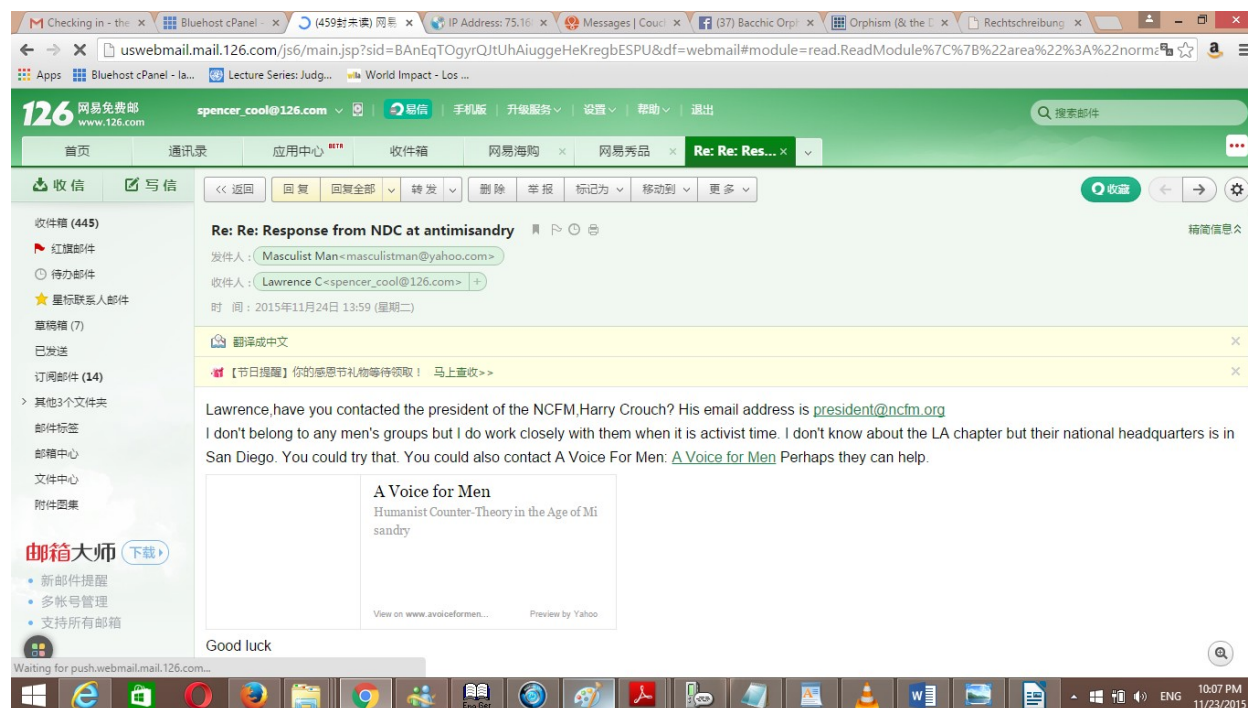 Checking in - the
Bluehost cPanel -
(459封未读) 网易
IP Address: 75.16
Messages | Couc
(37) Bacchic Orp
Orphism (& the D
Rechtschreibung
uswebmail.mail.126.com/js6/main.jsp?sid=BAnEqTOgyrQJtUhAiuggeHeKregbESPU&df=webmail#module=read.ReadModule%7C%7B%22area%22%3A%22norma
Apps Bluehost cPanel - la... Lecture Series: Judg... World Impact - Los ...
126 网易免费邮
www.126.com
spencer_cool@126.com 易信 | 手机版 | 升级服务 | 设置 | 帮助 | 退出
搜索邮件
首页 通讯录 应用中心 BETA 收件箱 网易海购 × 网易秀品 × Re: Re: Res... ×
收信 写信
<< 返回 回复 回复全部 转发 删除 举报 标记为 移动到 更多
收藏
收件箱 (445)
红旗邮件
待办邮件
星标联系人邮件
草稿箱 (7)
已发送
订阅邮件 (14)
其他3个文件夹
邮件标签
邮箱中心
文件中心
附件图集
邮箱大师 下载
新邮件提醒
多帐号管理
支持所有邮箱
Re: Re: Response from NDC at antimisandry
精简信息
发件人: Masculist Man<masculistman@yahoo.com>
收件人: Lawrence C<spencer_cool@126.com> +
时 间: 2015年11月24日 13:59 (星期二)
翻译成中文
【节日提醒】你的感恩节礼物等待领取! 马上查收>>
Lawrence,have you contacted the president of the NCFM,Harry Crouch? His email address is president@ncfm.org
I don't belong to any men's groups but I do work closely with them when it is activist time. I don't know about the LA chapter but their national headquarters is in
San Diego. You could try that. You could also contact A Voice For Men: A Voice for Men Perhaps they can help.
A Voice for Men
Humanist Counter-Theory in the Age of Mi
sandry
View on www.avoiceformen...
Preview by Yahoo
Good luck
Waiting for push.webmail.mail.126.com...
Eng Ger
ENG
10:07 PM
11/23/2015